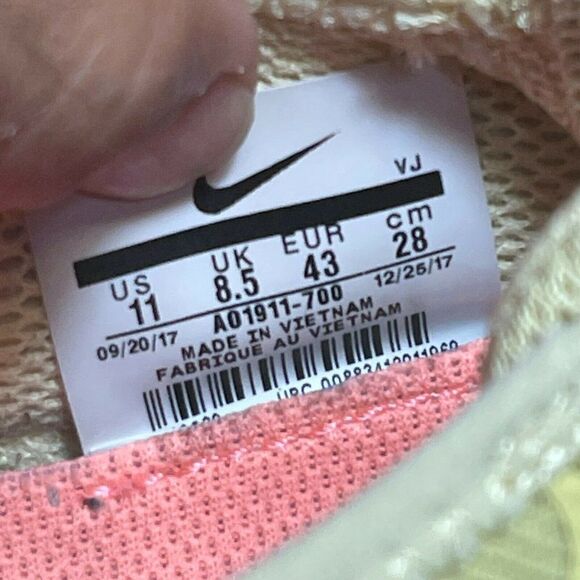 VJ
US UK EUR cm
11 8.5 43 28
09/20/17 A01911-700 12/25/17
MADE IN VIETNAM
FABRIQUE AU VIETNAM
UPC